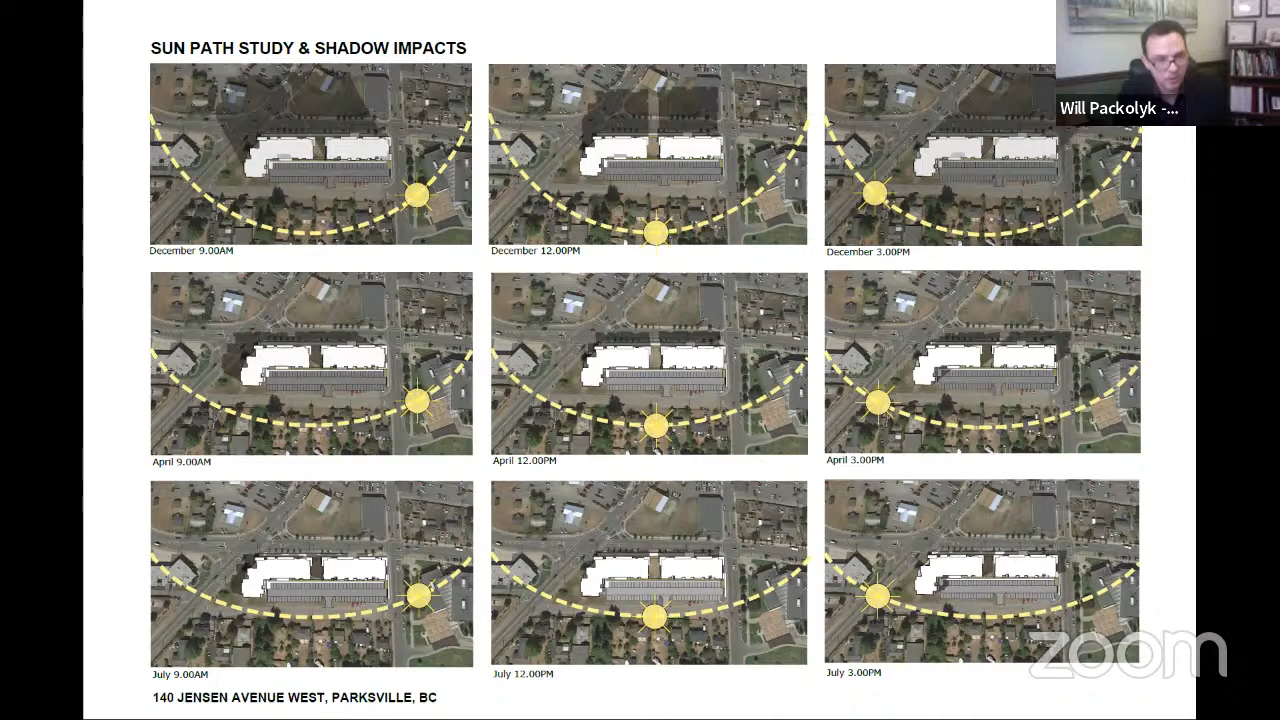 SUN PATH STUDY & SHADOW IMPACTS
Will Packolyk -...
December 9.00AM
December 12.00PM
December 3.00PM
April 9.00AM
April 12.00PM
April 3.00PM
July 9.00AM
July 12.00PM
July 3.00PM
zoom
140 JENSEN AVENUE WEST, PARKSVILLE, BC